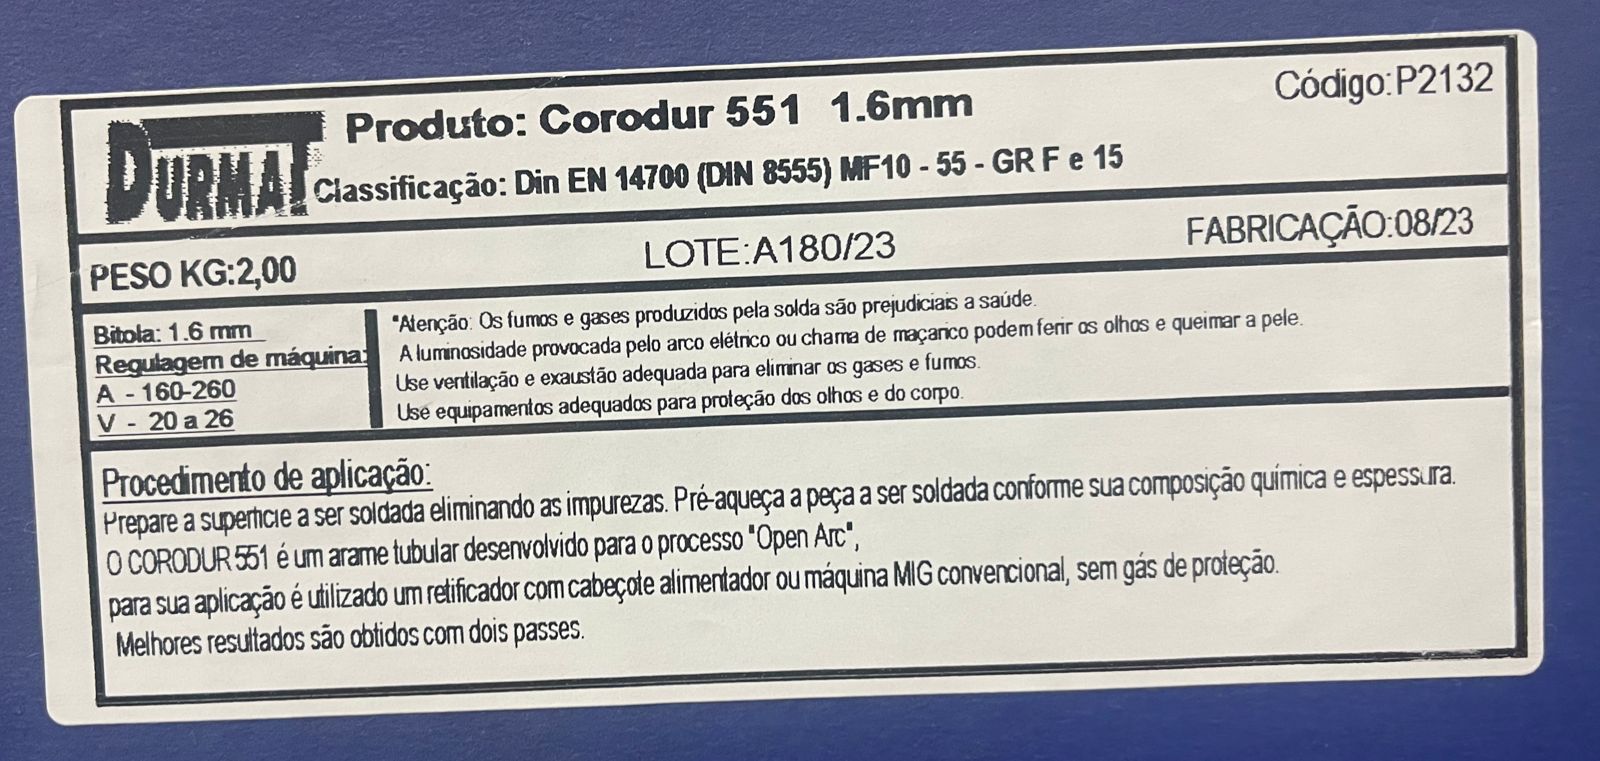 DURMAT
Produto: Corodur 551 1.6mm
Código:P2132
Classificação: Din EN 14700 (DIN 8555) MF10 - 55 - GR F e 15
PESO KG:2,00
LOTE:A180/23
FABRICAÇÃO:08/23
Bitola: 1.6 mm
Regulagem de máquina:
A - 160-260
V - 20 a 26
"Atenção: Os fumos e gases produzidos pela solda são prejudiciais a saúde.
A luminosidade provocada pelo arco elétrico ou chama de maçarico podem ferir os olhos e queimar a pele.
Use ventilação e exaustão adequada para eliminar os gases e fumos.
Use equipamentos adequados para proteção dos olhos e do corpo.
Procedimento de aplicação:
Prepare a superficie a ser soldada eliminando as impurezas. Pré-aqueça a peça a ser soldada conforme sua composição química e espessura.
O CORODUR 551 é um arame tubular desenvolvido para o processo "Open Arc",
para sua aplicação é utilizado um retificador com cabeçote alimentador ou máquina MIG convencional, sem gás de proteção.
Melhores resultados são obtidos com dois passes.